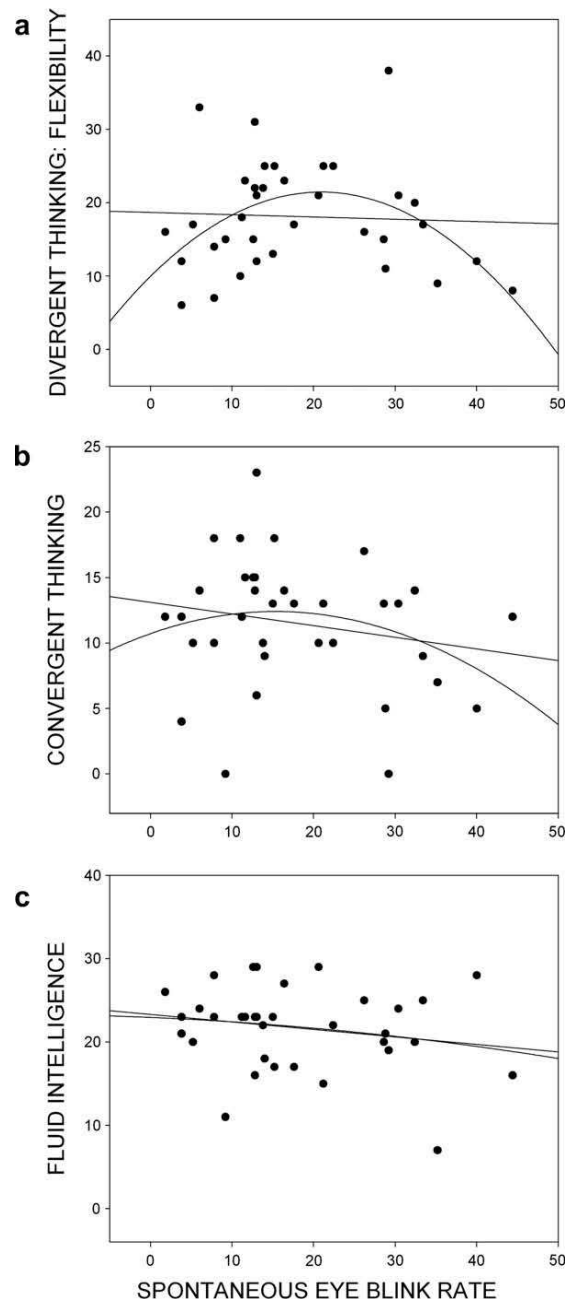 a
DIVERGENT THINKING: FLEXIBILITY
40
30
20
10
0
0 10 20 30 40 50
b
CONVERGENT THINKING
25
20
15
10
5
0
0 10 20 30 40 50
c
FLUID INTELLIGENCE
40
30
20
10
0
0 10 20 30 40 50
SPONTANEOUS EYE BLINK RATE